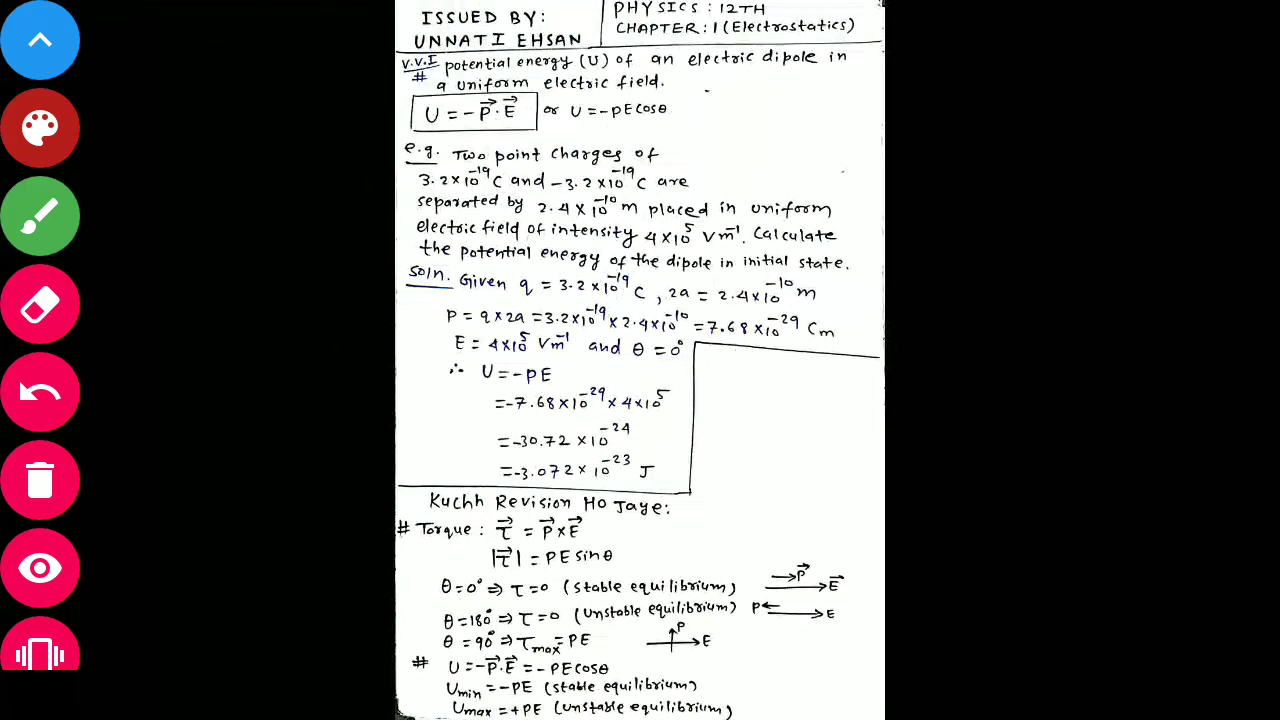 ISSUED BY:
UNNATI EHSAN
PHYSICS : 12TH
CHAPTER : 1 (Electrostatics)
V.V.I
# potential energy (U) of an electric dipole in
a uniform electric field.
U = -P⃗·E⃗ or U = -PEcosθ
e.g. Two point charges of
3.2×10⁻¹⁹C and -3.2×10⁻¹⁹C are
separated by 2.4×10⁻¹⁰m placed in uniform
electric field of intensity 4×10⁵ Vm⁻¹. Calculate
the potential energy of the dipole in initial state.
Soln. Given q = 3.2×10⁻¹⁹C, 2a = 2.4×10⁻¹⁰m
P = q×2a = 3.2×10⁻¹⁹×2.4×10⁻¹⁰ = 7.68×10⁻²⁹ Cm
E = 4×10⁵ Vm⁻¹ and θ = 0°
∴ U = -PE
= -7.68×10⁻²⁹×4×10⁵
= -30.72×10⁻²⁴
= -3.072×10⁻²³ J
Kuchh Revision Ho Jaye:
# Torque : τ⃗ = P⃗×E⃗
|τ⃗| = PE sinθ
θ = 0° ⇒ τ = 0 (Stable equilibrium) P⃗ E⃗
θ = 180° ⇒ τ = 0 (Unstable equilibrium) P E
θ = 90° ⇒ τmax = PE P E
# U = -P⃗·E⃗ = -PEcosθ
Umin = -PE (stable equilibrium)
Umax = +PE (unstable equilibrium)